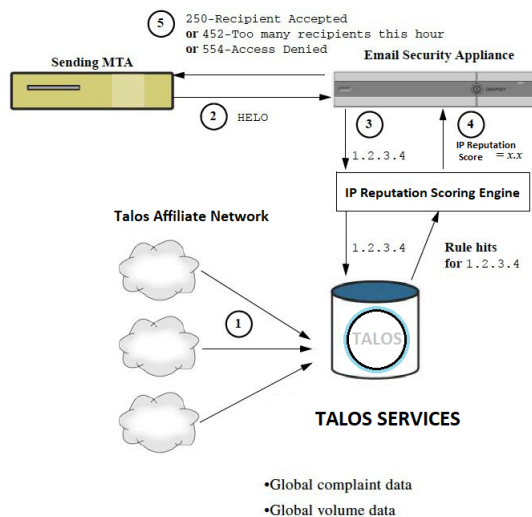 5
250-Recipient Accepted
or 452-Too many recipients this hour
or 554-Access Denied
Sending MTA
Email Security Appliance
2 HELO
3
4
IP Reputation
Score = x.x
1.2.3.4
IP Reputation Scoring Engine
Talos Affiliate Network
1.2.3.4
Rule hits
for 1.2.3.4
1
TALOS
TALOS SERVICES
•Global complaint data
•Global volume data